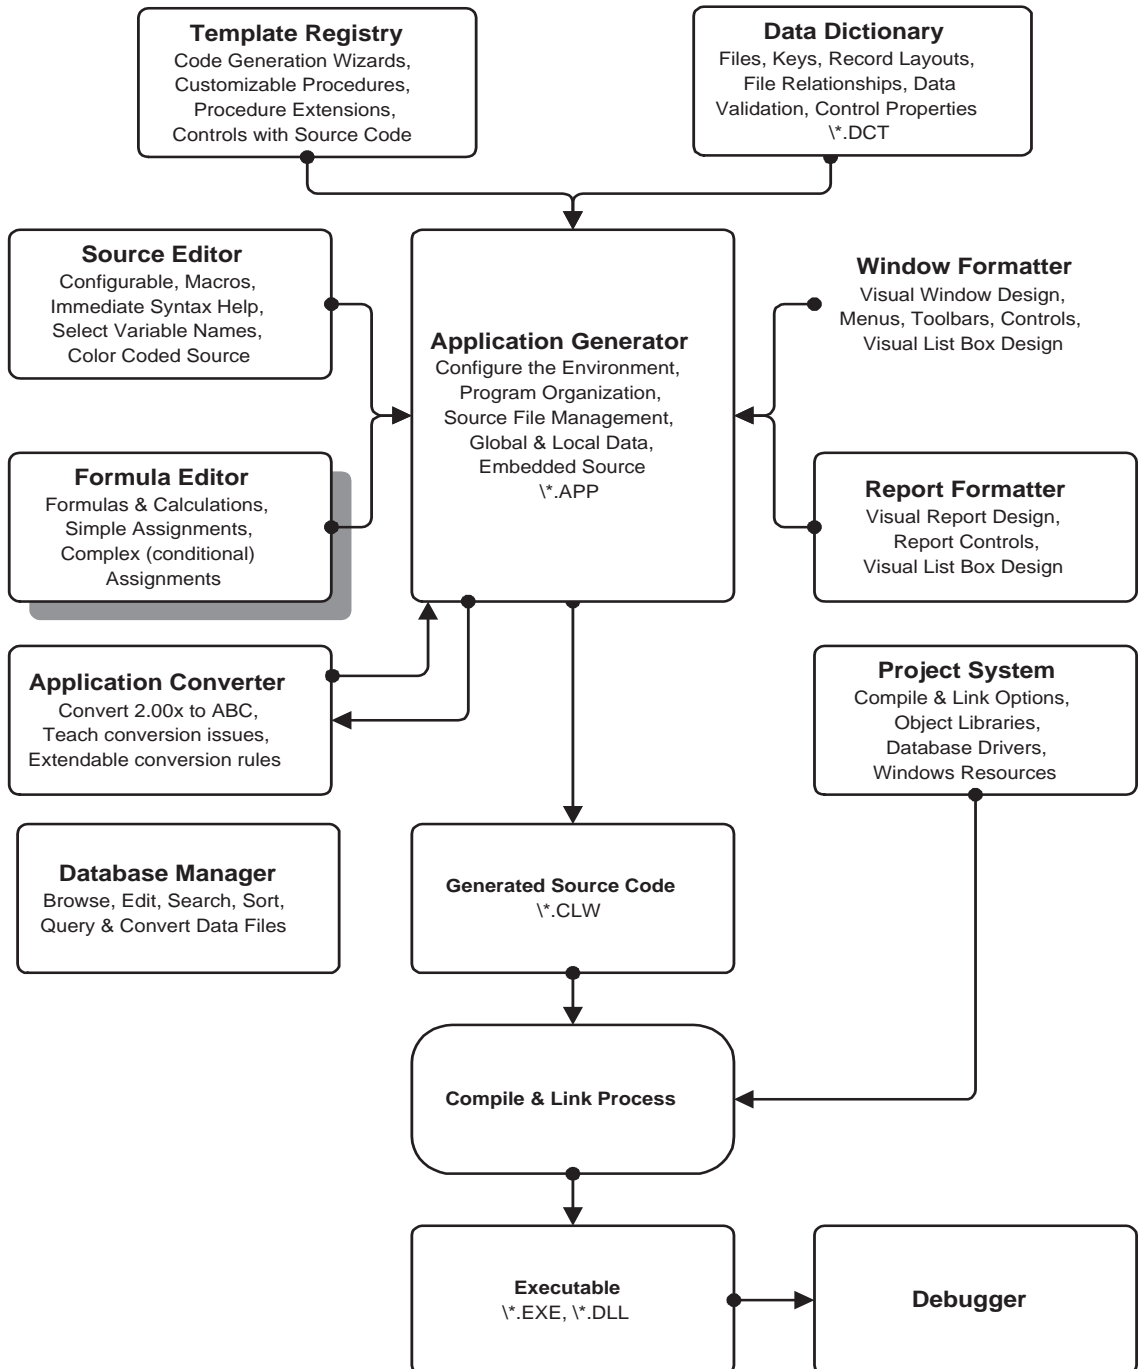 Template Registry
Code Generation Wizards,
Customizable Procedures,
Procedure Extensions,
Controls with Source Code
Data Dictionary
Files, Keys, Record Layouts,
File Relationships, Data
Validation, Control Properties
\*.DCT
Source Editor
Configurable, Macros,
Immediate Syntax Help,
Select Variable Names,
Color Coded Source
Application Generator
Configure the Environment,
Program Organization,
Source File Management,
Global & Local Data,
Embedded Source
\*.APP
Window Formatter
Visual Window Design,
Menus, Toolbars, Controls,
Visual List Box Design
Formula Editor
Formulas & Calculations,
Simple Assignments,
Complex (conditional)
Assignments
Report Formatter
Visual Report Design,
Report Controls,
Visual List Box Design
Application Converter
Convert 2.00x to ABC,
Teach conversion issues,
Extendable conversion rules
Project System
Compile & Link Options,
Object Libraries,
Database Drivers,
Windows Resources
Database Manager
Browse, Edit, Search, Sort,
Query & Convert Data Files
Generated Source Code
\*.CLW
Compile & Link Process
Executable
\*.EXE, \*.DLL
Debugger